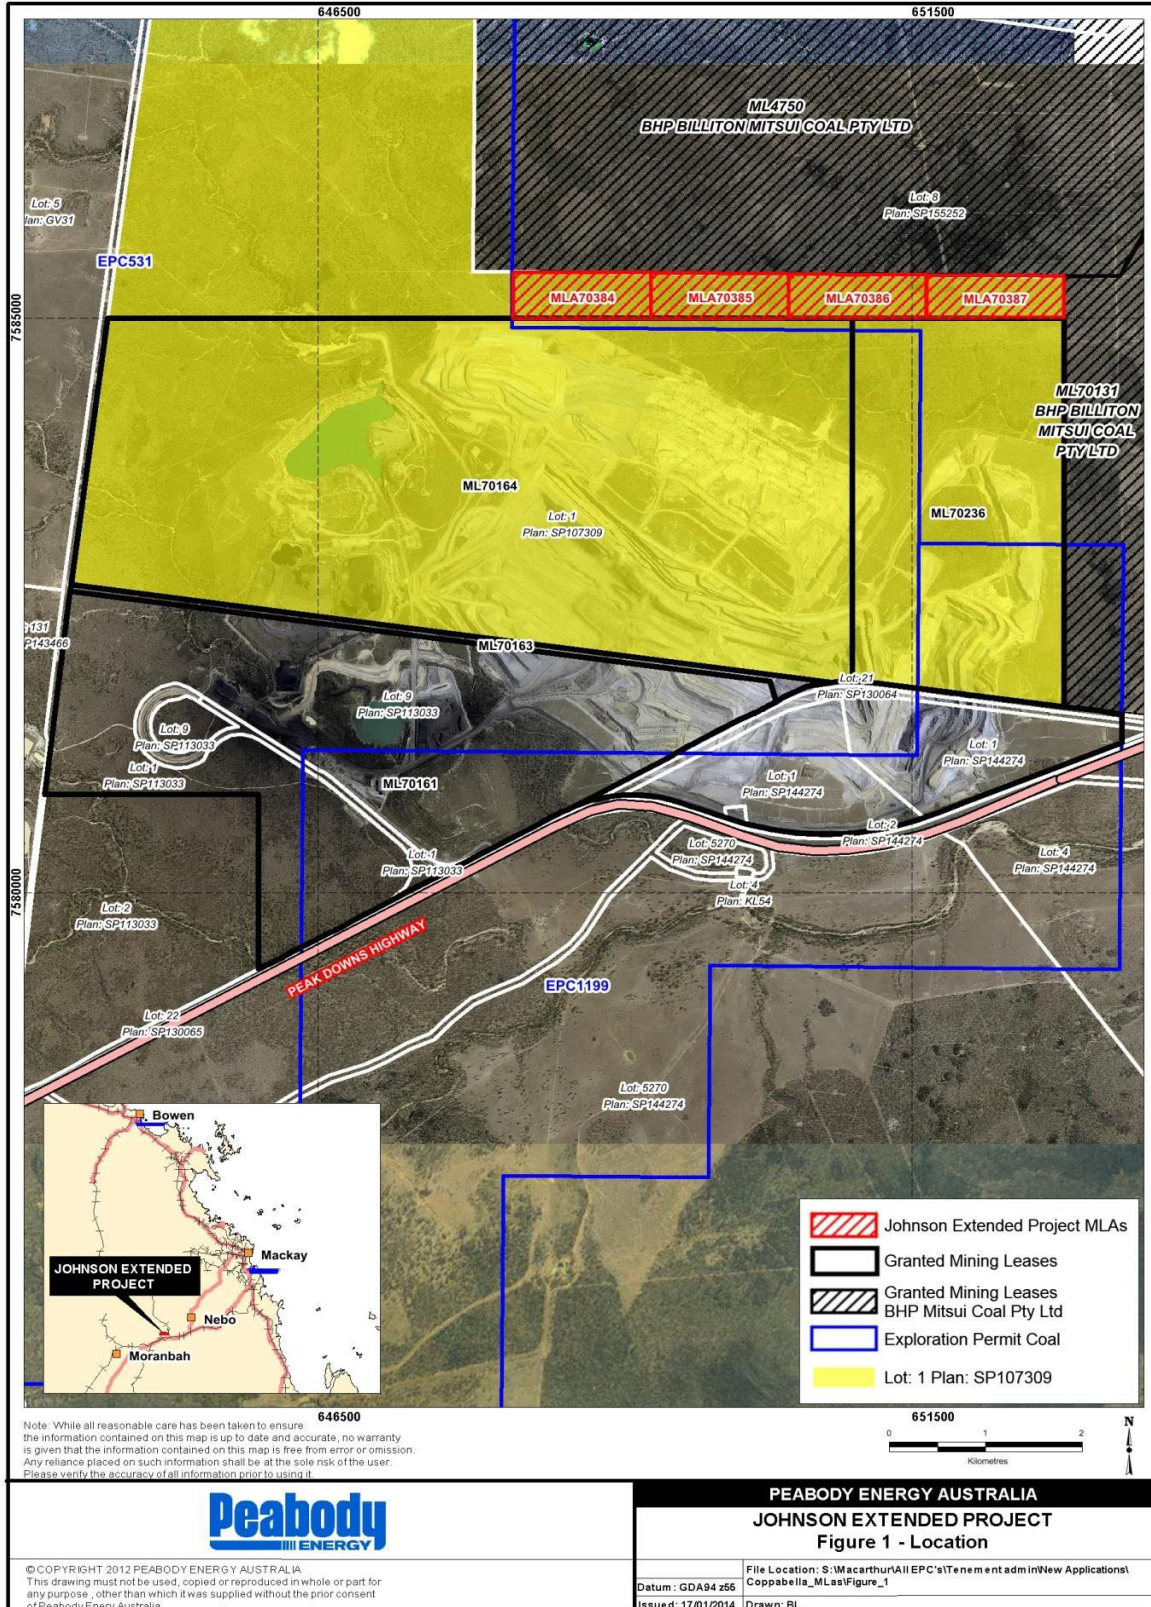 646500
651500
ML4750
BHP BILLITON MITSUI COAL PTY LTD
Lot: 5
lan: GV31
Lot: 8
Plan: SP155252
EPC531
MLA70384
MLA70385
MLA70386
MLA70387
7585000
ML70131
BHP BILLITON
MITSUI COAL
PTY LTD
ML70164
Lot: 1
Plan: SP107309
ML70236
131
P143466
ML70163
Lot: 21
Plan: SP130064
Lot: 9
Plan: SP113033
Lot: 9
Plan: SP113033
Lot: 1
Plan: SP113033
Lot: 1
Plan: SP144274
Lot: 1
Plan: SP144274
ML70161
Lot: 2
Plan: SP144274
Lot: 5270
Plan: SP144274
Lot: 1
Plan: SP113033
Lot: 4
Plan: SP144274
Lot: 4
Plan: KL54
7580000
Lot: 2
Plan: SP113033
PEAK DOWNS HIGHWAY
EPC1199
Lot: 22
Plan: SP130065
Lot: 5270
Plan: SP144274
Bowen
Mackay
JOHNSON EXTENDED
PROJECT
Nebo
Moranbah
Johnson Extended Project MLAs
Granted Mining Leases
Granted Mining Leases
BHP Mitsui Coal Pty Ltd
Exploration Permit Coal
Lot: 1 Plan: SP107309
646500
651500
Note: While all reasonable care has been taken to ensure
the information contained on this map is up to date and accurate, no warranty
is given that the information contained on this map is free from error or omission.
Any reliance placed on such information shall be at the sole risk of the user.
Please verify the accuracy of all information prior to using it.
0 1 2
Kilometres
N
Peabody
ENERGY
PEABODY ENERGY AUSTRALIA
JOHNSON EXTENDED PROJECT
Figure 1 - Location
© COPYRIGHT 2012 PEABODY ENERGY AUSTRALIA
This drawing must not be used, copied or reproduced in whole or part for
any purpose , other than which it was supplied without the prior consent
of Peabody Enery Australia
File Location: S:\Macarthur\All EPC's\Tenement admin\New Applications\
Coppabella_MLas\Figure_1
Datum : GDA94 z55
Issued: 17/01/2014
Drawn: BL